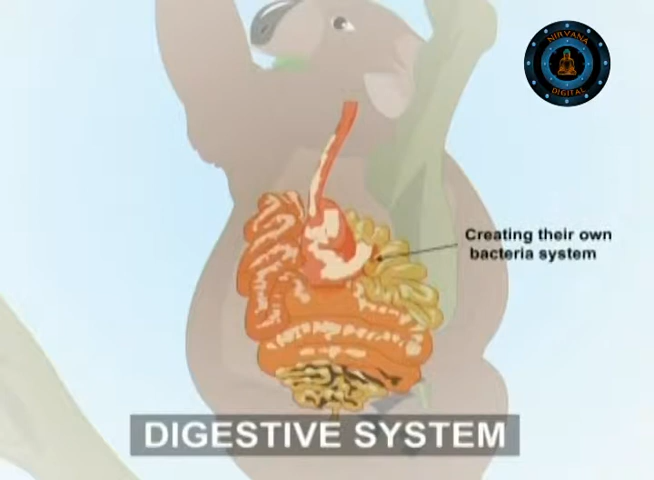 NIRVANA
DIGITAL
Creating their own
bacteria system
DIGESTIVE SYSTEM